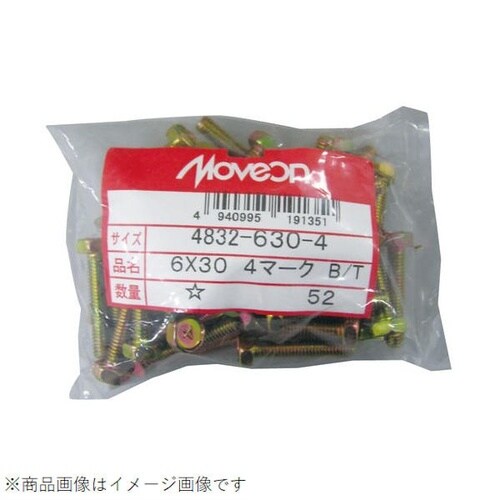 MoveOn
4 940995 191351
サイズ 4832-630-4
品名 6X30 4マーク B/T
数量 ☆ 52
※商品画像はイメージ画像です